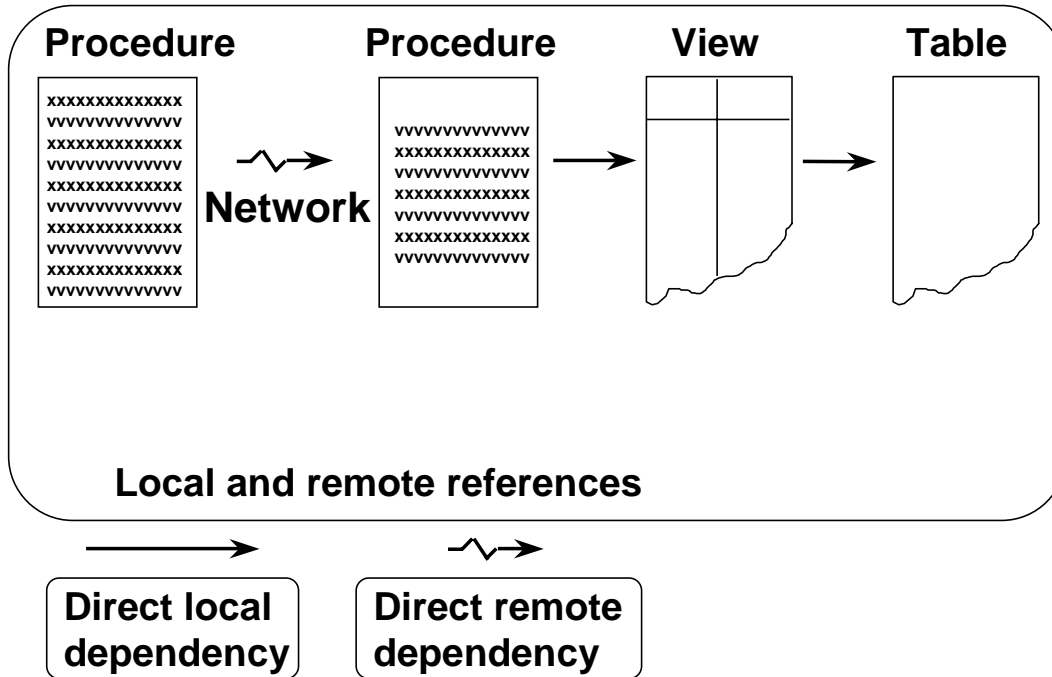 Procedure
xxxxxxxxxxxxxx
vvvvvvvvvvvvvv
xxxxxxxxxxxxxx
vvvvvvvvvvvvvv
xxxxxxxxxxxxxx
vvvvvvvvvvvvvv
xxxxxxxxxxxxxx
vvvvvvvvvvvvvv
xxxxxxxxxxxxxx
vvvvvvvvvvvvvv
Network
Procedure
vvvvvvvvvvvvvv
xxxxxxxxxxxxxx
vvvvvvvvvvvvvv
xxxxxxxxxxxxxx
vvvvvvvvvvvvvv
xxxxxxxxxxxxxx
vvvvvvvvvvvvvv
View
Table
Local and remote references
Direct local
dependency
Direct remote
dependency